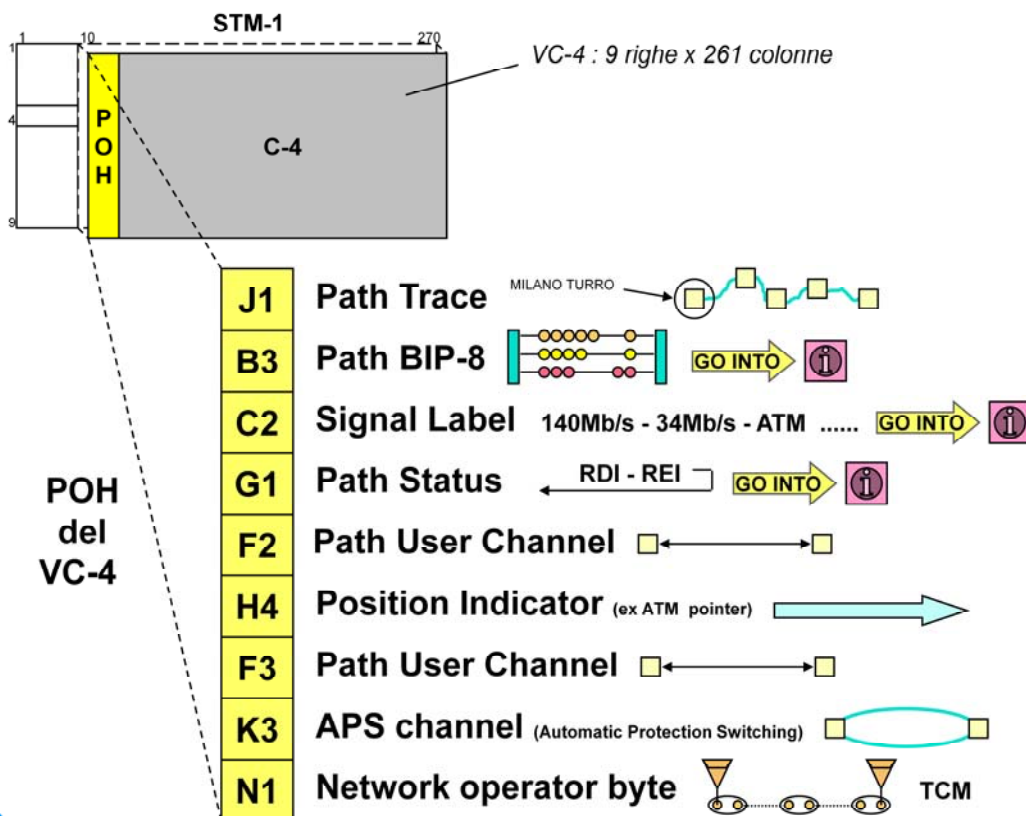 STM-1
1 10 270
1
VC-4 : 9 righe x 261 colonne
4
P
O
H
C-4
9
J1 Path Trace MILANO TURRO
B3 Path BIP-8 GO INTO i
C2 Signal Label 140Mb/s - 34Mb/s - ATM ...... GO INTO i
G1 Path Status RDI - REI GO INTO i
POH
del
VC-4
F2 Path User Channel
H4 Position Indicator (ex ATM pointer)
F3 Path User Channel
K3 APS channel (Automatic Protection Switching)
N1 Network operator byte TCM